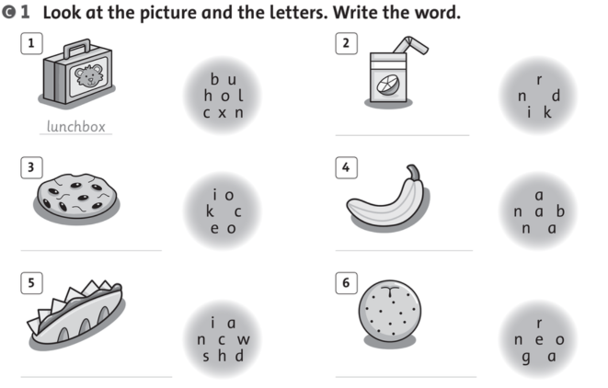 C 1 Look at the picture and the letters. Write the word.
1
b u
h o l
c x n
lunchbox
2
r
n d
i k
3
i o
k c
e o
4
a
n a b
n a
5
i a
n c w
s h d
6
r
n e o
g a